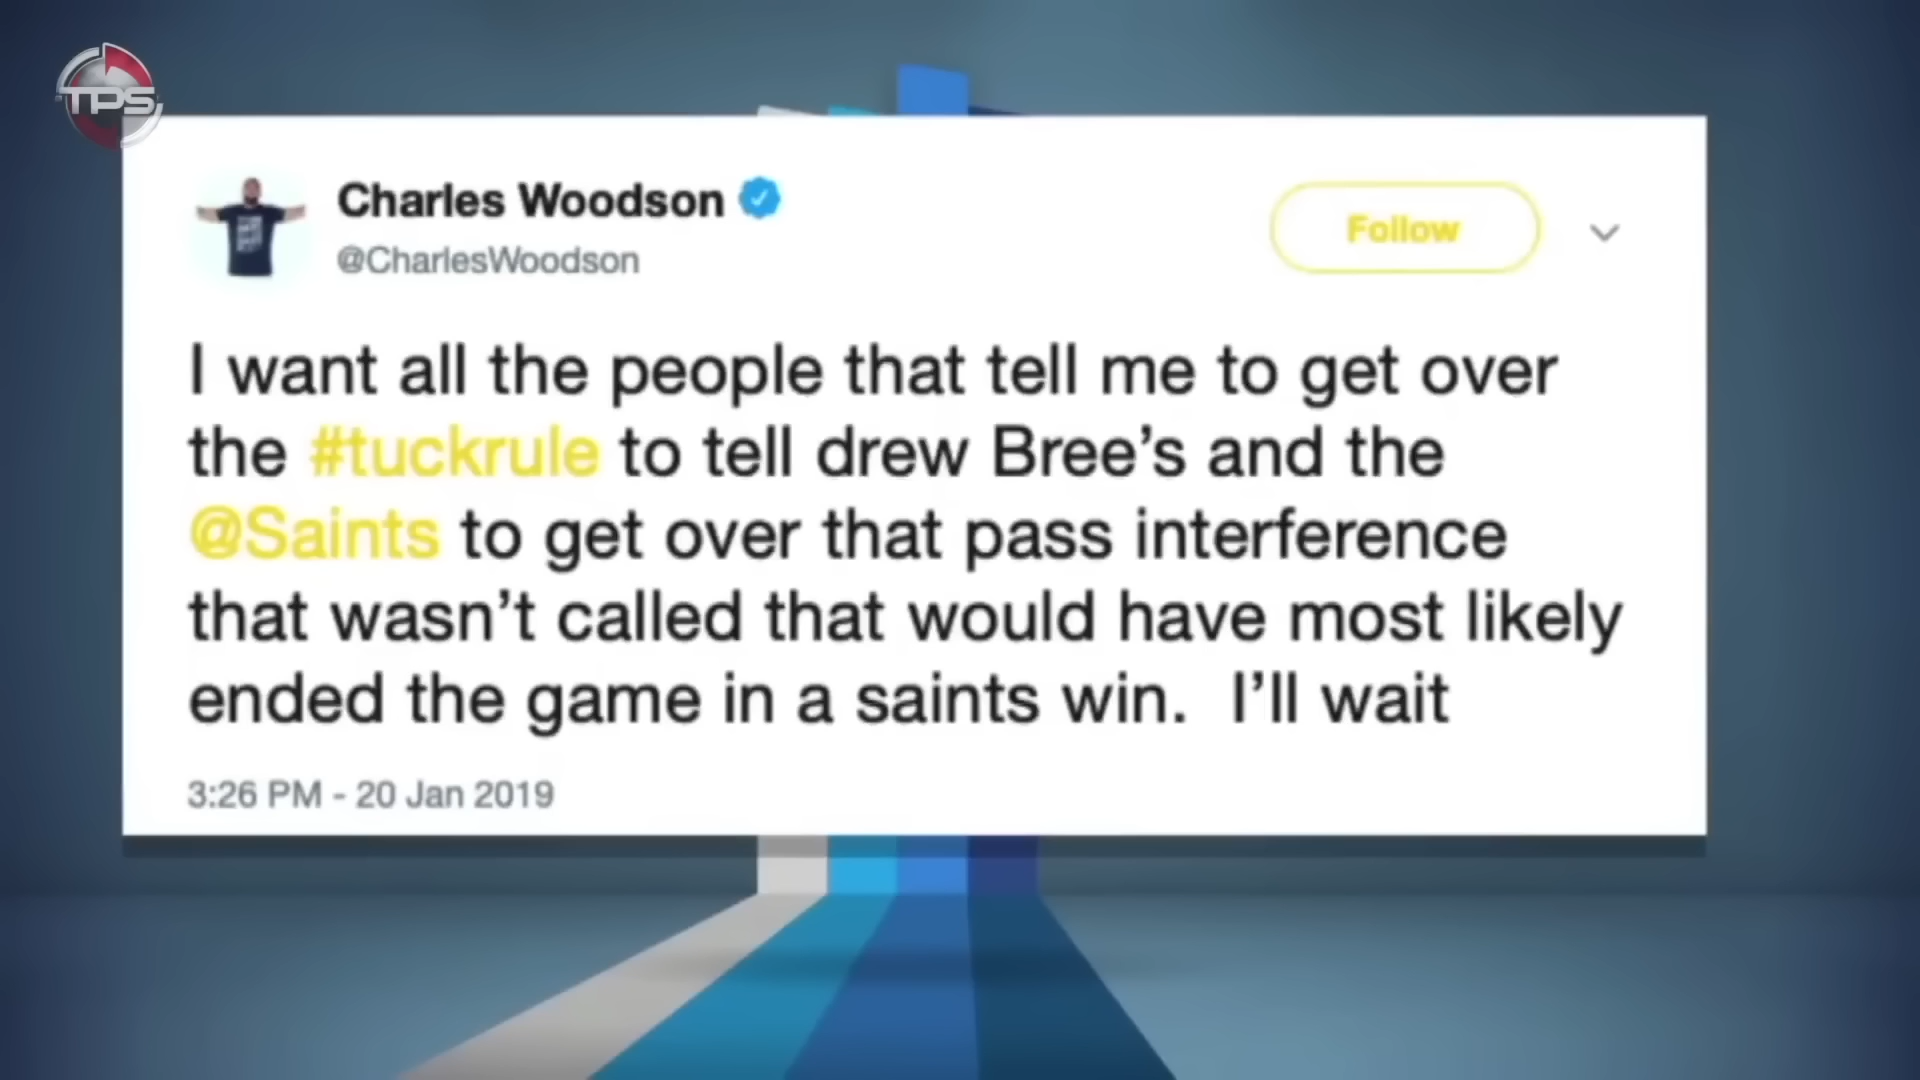 TPS
Charles Woodson
@CharlesWoodson
Follow
I want all the people that tell me to get over
the #tuckrule to tell drew Bree’s and the
@Saints to get over that pass interference
that wasn’t called that would have most likely
ended the game in a saints win.  I’ll wait
3:26 PM - 20 Jan 2019